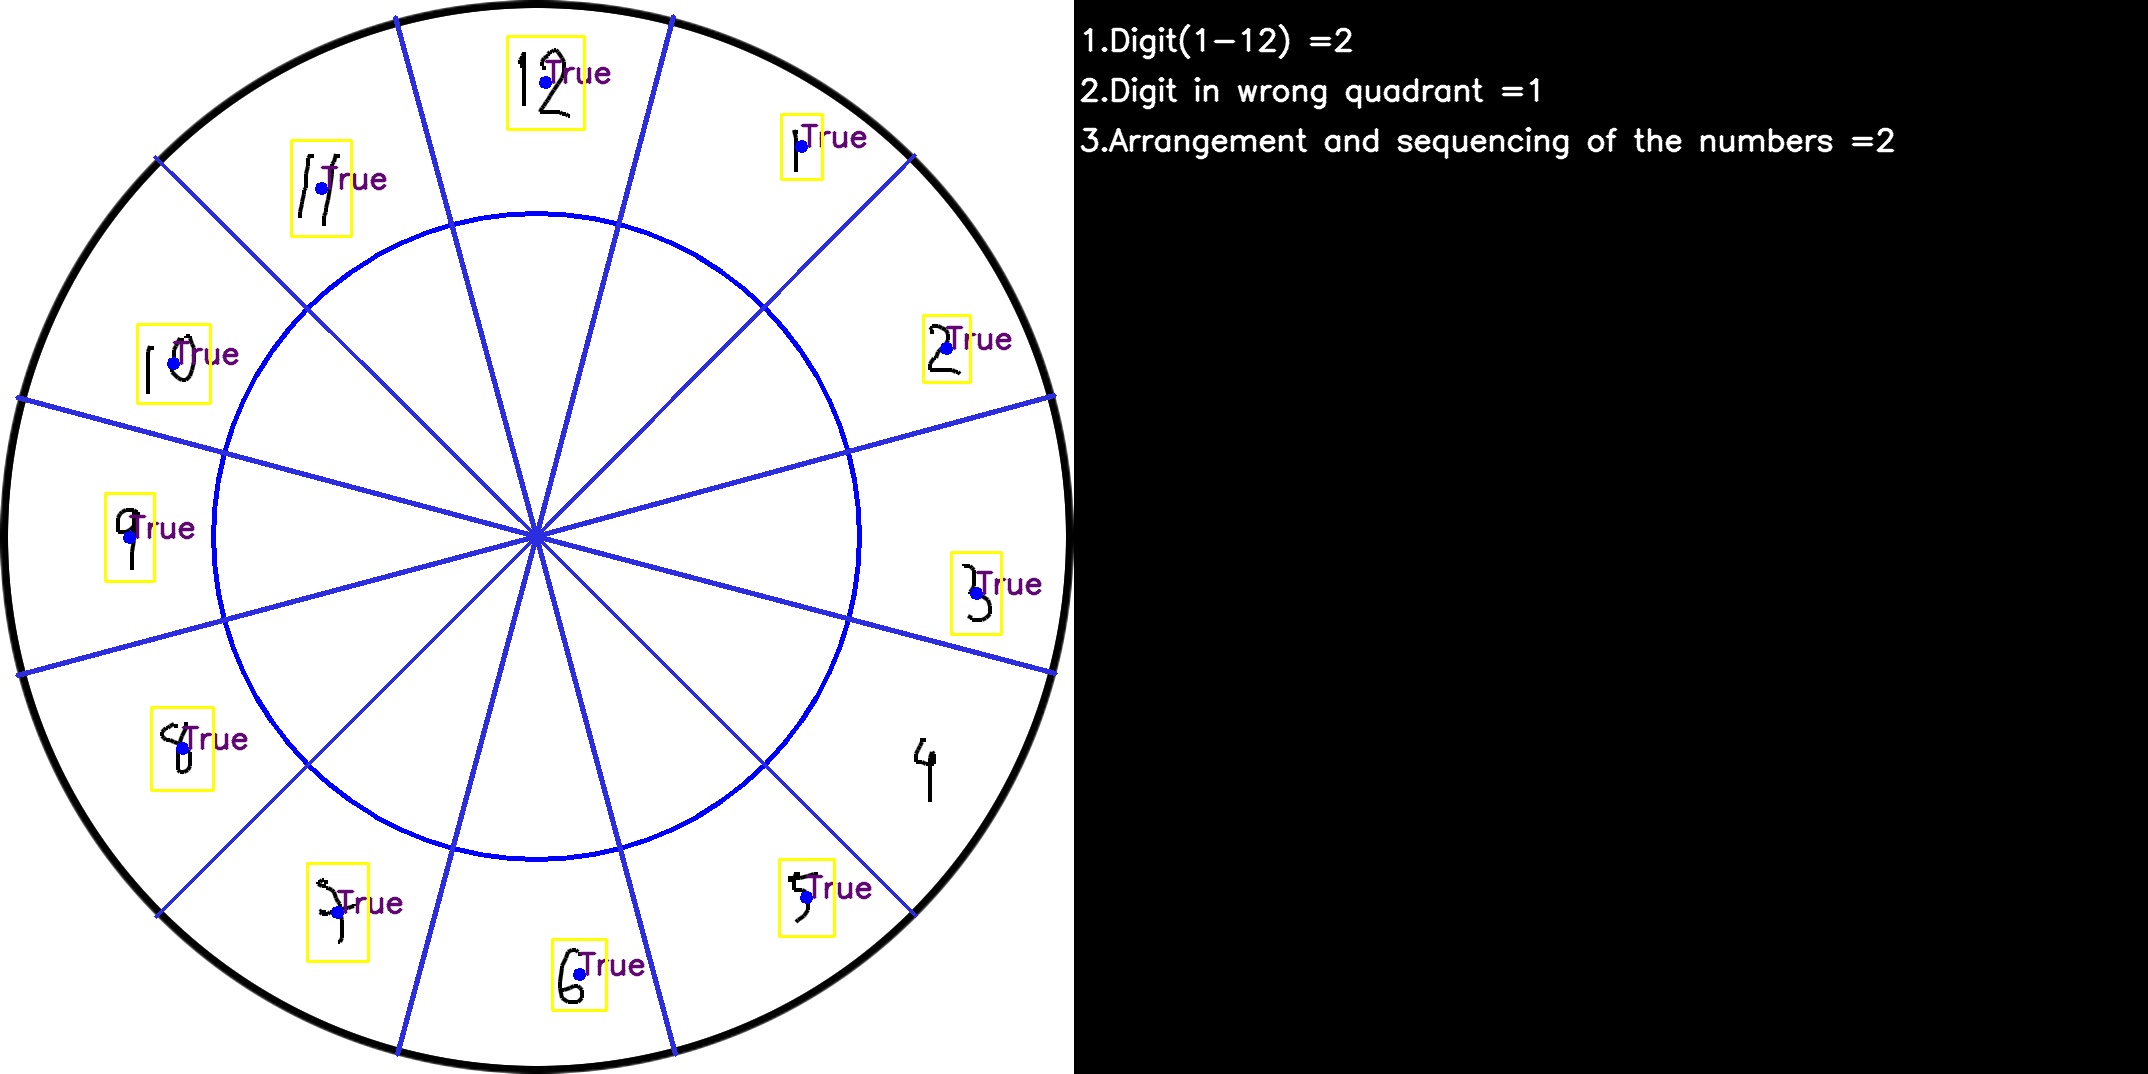 12 True
1 True
11 True
2 True
10 True
9 True
3 True
8 True
4
5 True
7 True
6 True
1.Digit(1-12) =2
2.Digit in wrong quadrant =1
3.Arrangement and sequencing of the numbers =2